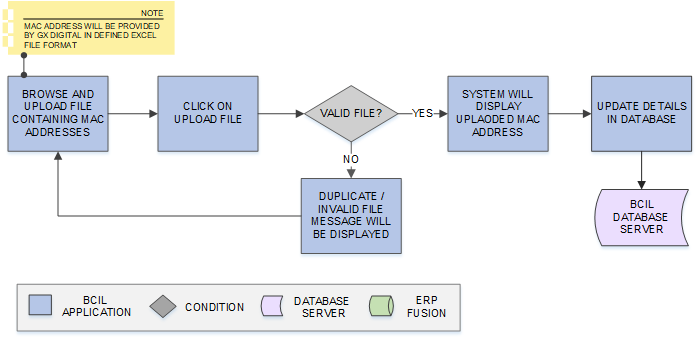 NOTE
MAC ADDRESS WILL BE PROVIDED
BY GX DIGITAL IN DEFINED EXCEL
FILE FORMAT
BROWSE AND
UPLOAD FILE
CONTAINING MAC
ADDRESSES
CLICK ON
UPLOAD FILE
VALID FILE?
YES
SYSTEM WILL
DISPLAY
UPLAODED MAC
ADDRESS
UPDATE DETAILS
IN DATABASE
NO
DUPLICATE /
INVALID FILE
MESSAGE WILL
BE DISPLAYED
BCIL
DATABASE
SERVER
BCIL
APPLICATION
CONDITION
DATABASE
SERVER
ERP
FUSION